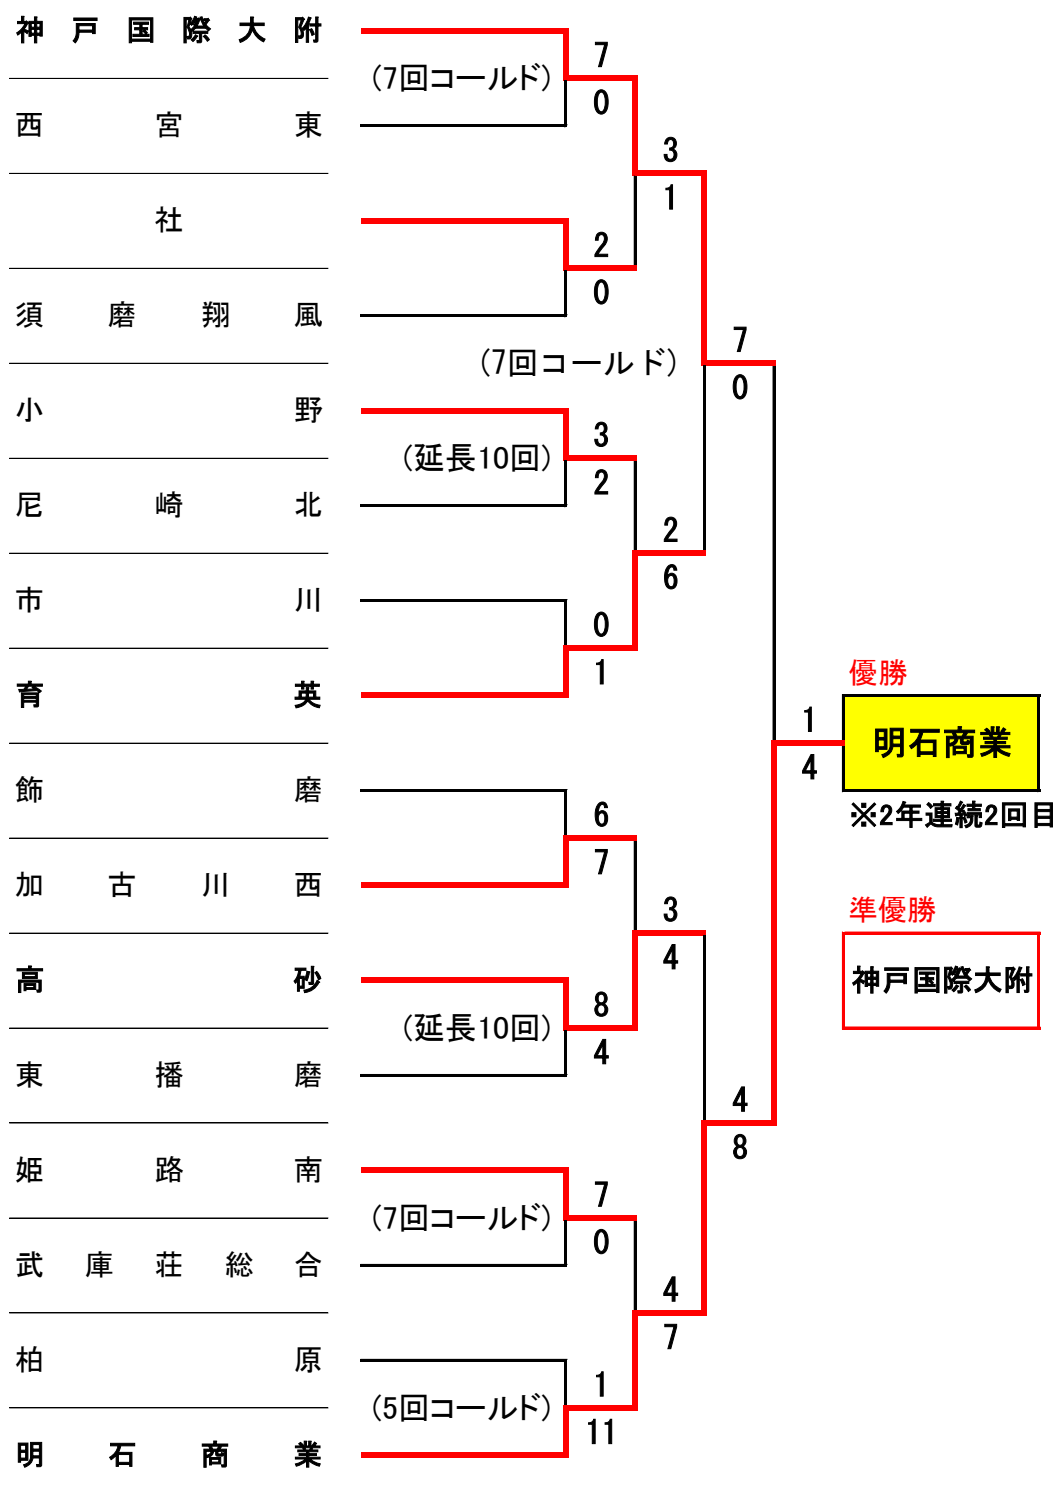 神戸国際大附
7
(7回コールド)
0
西宮東
3
1
社
2
0
須磨翔風
7
(7回コールド)
0
小野
3
(延長10回)
2
尼崎北
2
6
市川
0
1
育英
優勝
1
明石商業
4
※2年連続2回目
飾磨
6
7
加古川西
3
準優勝
4
神戸国際大附
高砂
8
(延長10回)
4
東播磨
4
8
姫路南
7
(7回コールド)
0
武庫荘総合
4
7
柏原
1
(5回コールド)
11
明石商業